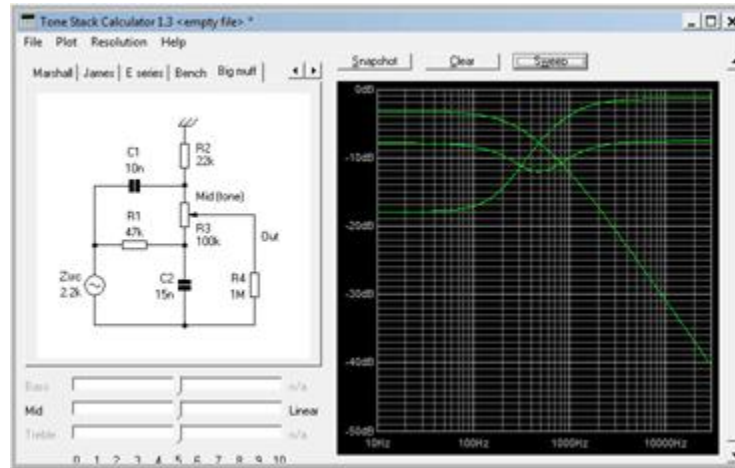 Tone Stack Calculator 1.3 <empty file> *
File Plot Resolution Help
Marshall James E series Bench Big muff
Snapshot Clear Sweep
R2
22k
C1
10n
Mid (tone)
R1
47k
R3
100k
Out
Zsrc
2.2k
C2
15n
R4
1M
Bass n/a
Mid Linear
Treble n/a
0 1 2 3 4 5 6 7 8 9 10
0dB
-10dB
-20dB
-30dB
-40dB
-50dB
10Hz 100Hz 1000Hz 10000Hz